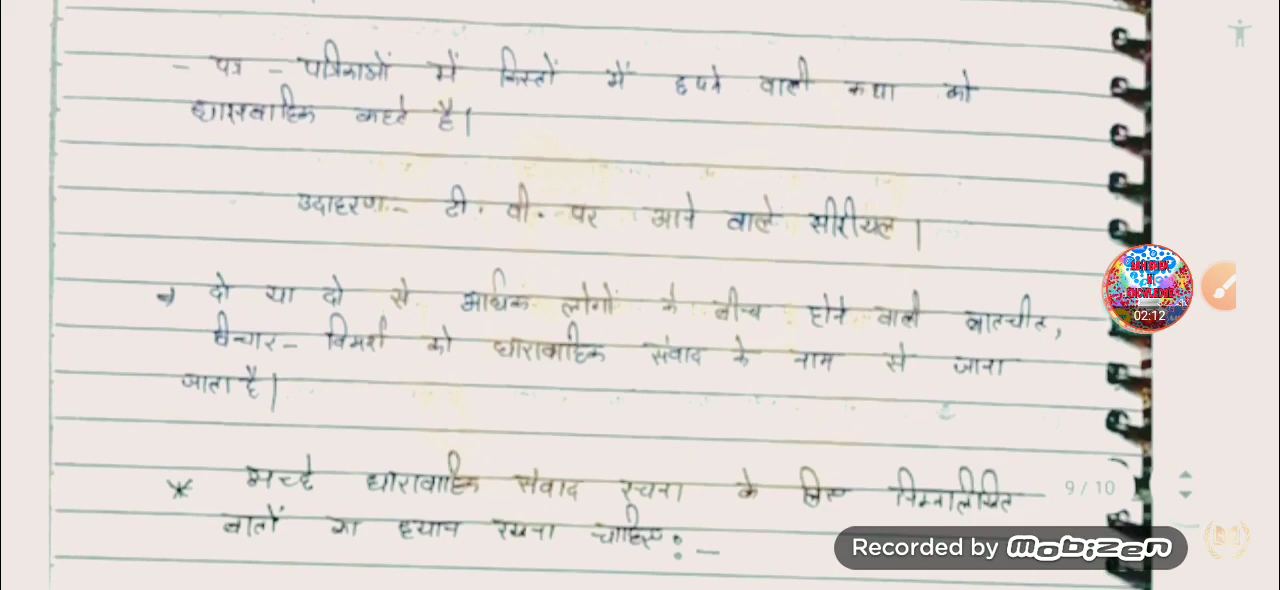 - पत्र - पत्रिकाओं में किस्तों में छपने वाली कथा को
धारावाहिक कहते है।
उदाहरण:- टी. वी. पर आने वाले सीरीयल।
→ दो या दो से अधिक लोगों के बीच होने वाली बातचीत,
विचार - विमर्श को धारावाहिक संवाद के नाम से जाना
जाता है।
* अच्छे धारावाहिक संवाद रचना के लिए निम्नलिखित
बातों का ध्यान रखना चाहिए : -
02:12
9 / 10
Recorded by mobizen